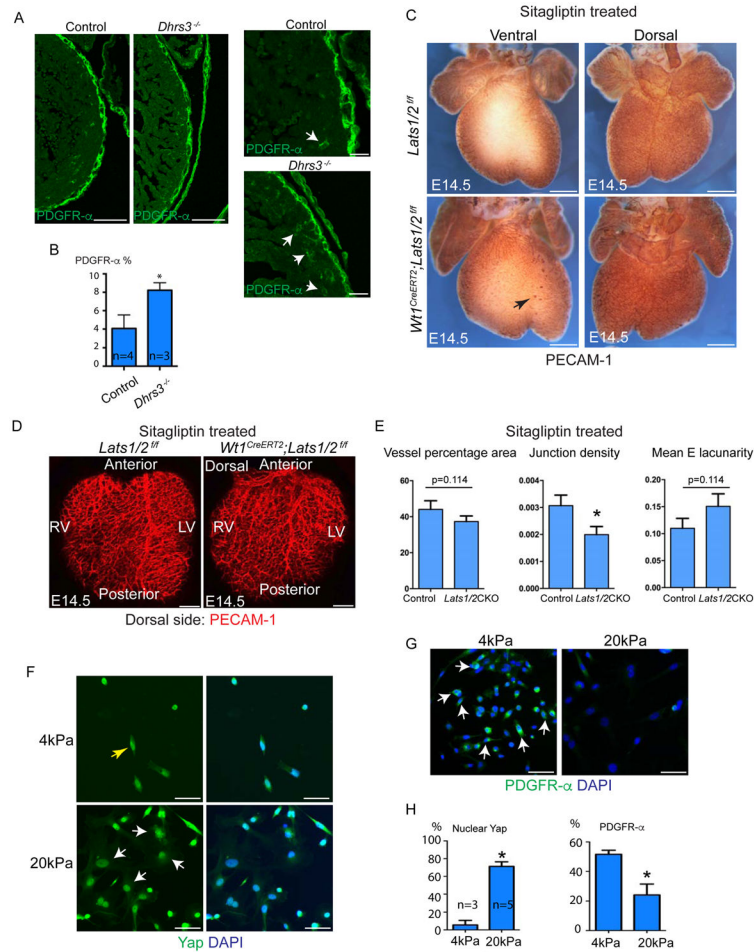 A
Control
Dhrs3-/-
PDGFR-α
PDGFR-α
Control
PDGFR-α
Dhrs3-/-
PDGFR-α
B
PDGFR-α %
10
8
6
4
2
0
*
n=4
n=3
Control
Dhrs3-/-
C
Sitagliptin treated
Ventral
Dorsal
Lats1/2f/f
E14.5
E14.5
Wt1CreERT2;Lats1/2f/f
E14.5
E14.5
PECAM-1
D
Sitagliptin treated
Lats1/2f/f
Wt1CreERT2;Lats1/2f/f
Anterior
RV
LV
Posterior
E14.5
Dorsal
Anterior
RV
LV
Posterior
E14.5
Dorsal side: PECAM-1
E
Sitagliptin treated
Vessel percentage area
p=0.114
60
40
20
0
Control
Lats1/2CKO
Junction density
*
0.004
0.003
0.002
0.001
0.000
Control
Lats1/2CKO
Mean E lacunarity
p=0.114
0.20
0.15
0.10
0.05
0.00
Control
Lats1/2CKO
F
4kPa
20kPa
Yap DAPI
G
4kPa
20kPa
PDGFR-α DAPI
H
%
Nuclear Yap
100
80
60
40
20
0
*
n=3
n=5
4kPa
20kPa
%
PDGFR-α
60
40
20
0
*
4kPa
20kPa